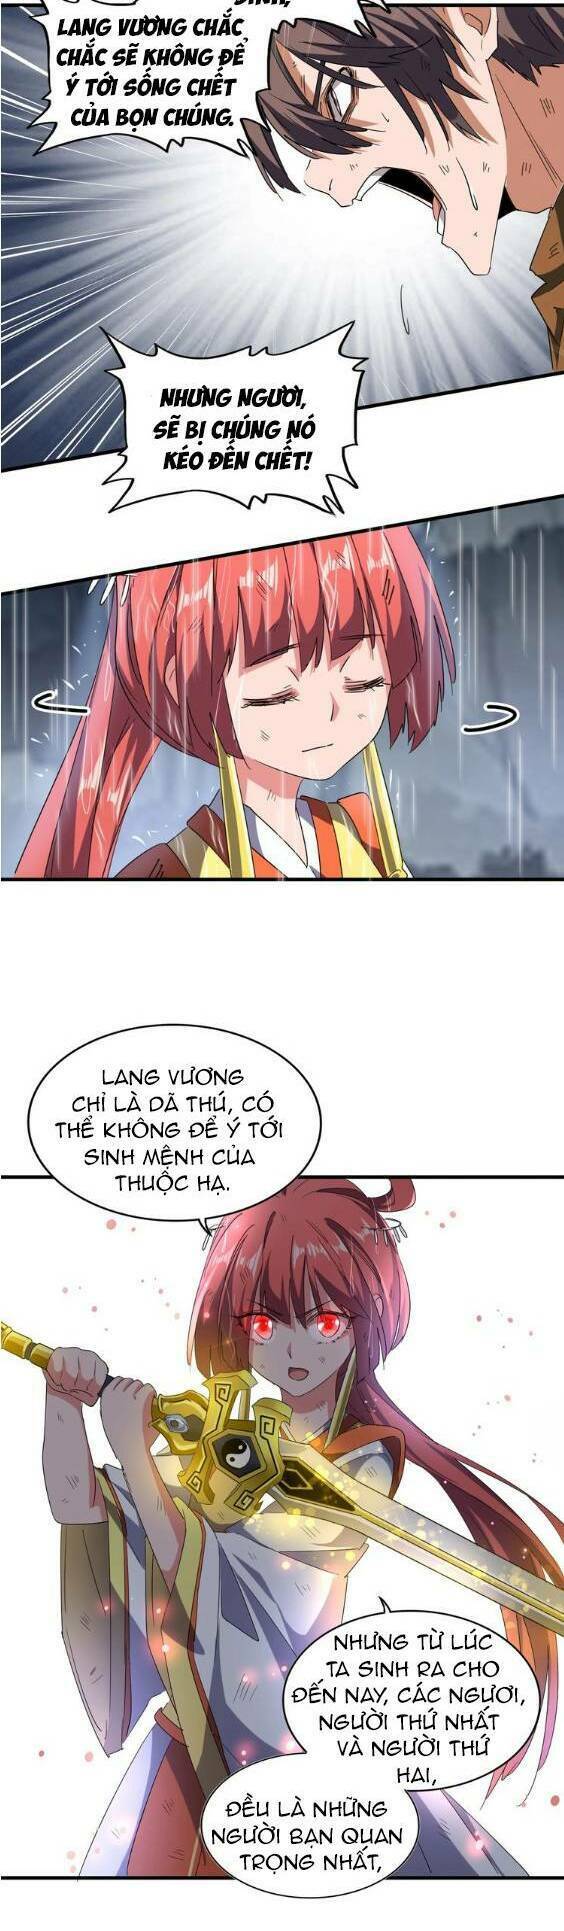 ĐÌNH,
LANG VƯƠNG CHẮC
CHẮC SẼ KHÔNG ĐỂ
Ý TỚI SỐNG CHẾT
CỦA BỌN CHÚNG.
NHƯNG NGƯƠI,
SẼ BỊ CHÚNG NÓ
KÉO ĐẾN CHẾT!
LANG VƯƠNG
CHỈ LÀ DÃ THÚ, CÓ
THỂ KHÔNG ĐỂ Ý TỚI
SINH MỆNH CỦA
THUỘC HẠ.
NHƯNG TỪ LÚC
TA SINH RA CHO
ĐẾN NAY, CÁC NGƯƠI,
NGƯỜI THỨ NHẤT
VÀ NGƯỜI THỨ
HAI,
ĐỀU LÀ NHỮNG
NGƯỜI BẠN QUAN
TRỌNG NHẤT,